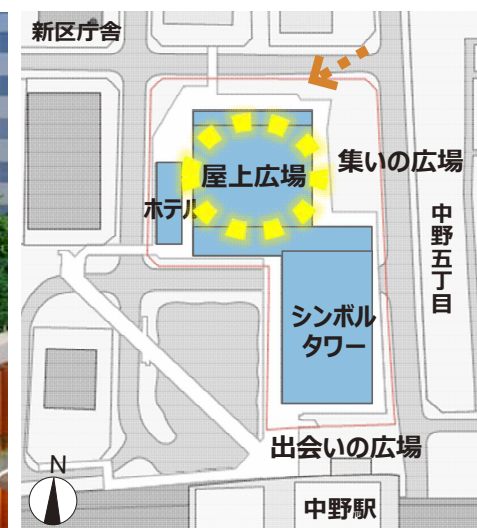 新区庁舎
屋上広場
集いの広場
ホテル
中野五丁目
シンボル
タワー
出会いの広場
N
中野駅